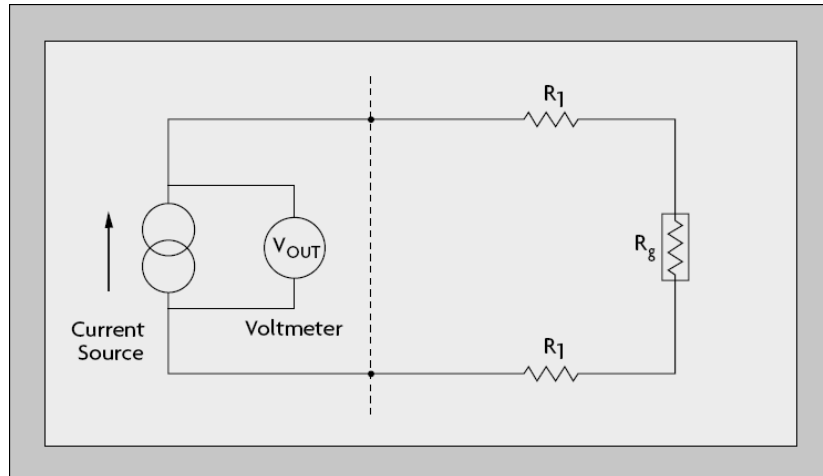 R1
VOUT
Rg
Current
Source
Voltmeter
R1